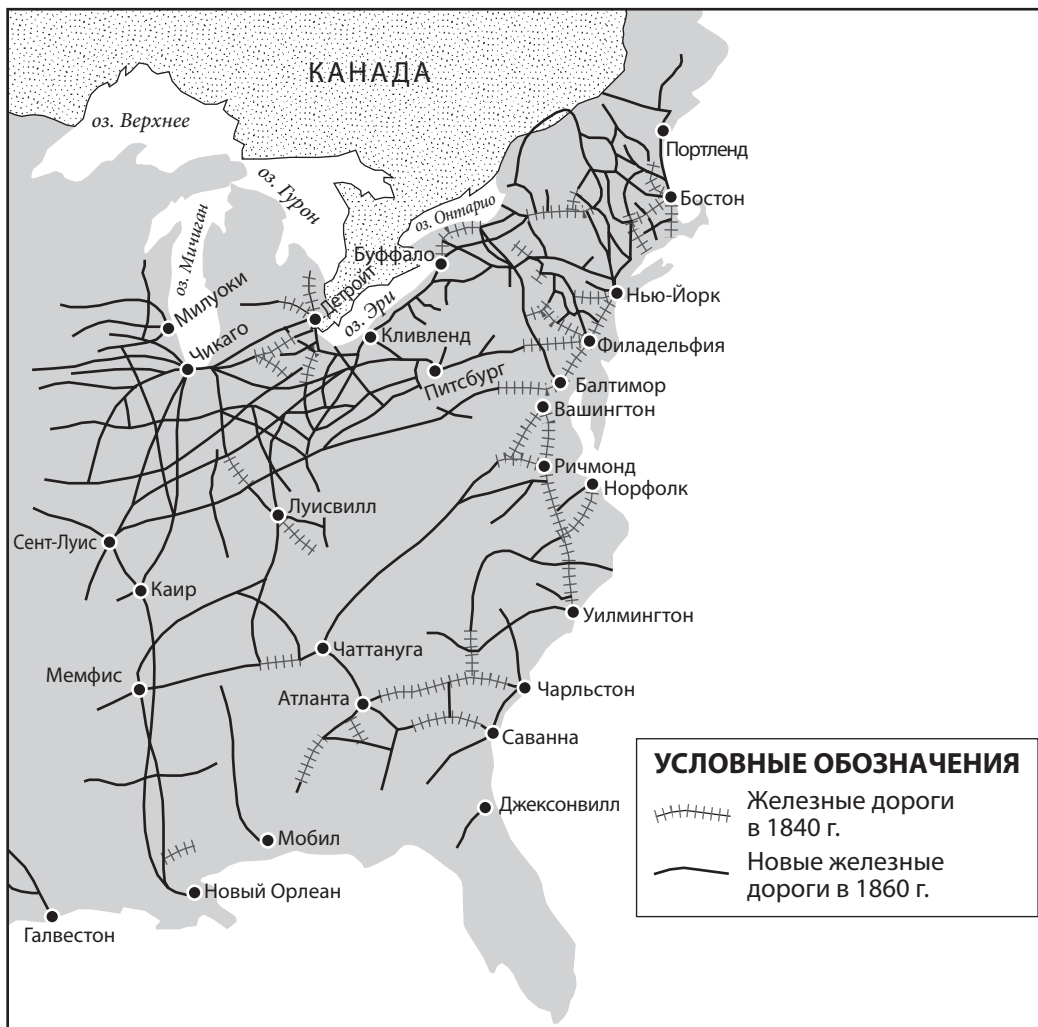 КАНАДА
оз. Верхнее
оз. Гурон
оз. Мичиган
оз. Онтарио
оз. Эри
Портленд
Бостон
Буффало
Детройт
Милуоки
Нью-Йорк
Чикаго
Кливленд
Филадельфия
Питсбург
Балтимор
Вашингтон
Ричмонд
Норфолк
Луисвилл
Сент-Луис
Каир
Уилмингтон
Чаттануга
Мемфис
Атланта
Чарльстон
Саванна
Джексонвилл
Мобил
Новый Орлеан
Галвестон
УСЛОВНЫЕ ОБОЗНАЧЕНИЯ
Железные дороги
в 1840 г.
Новые железные
дороги в 1860 г.